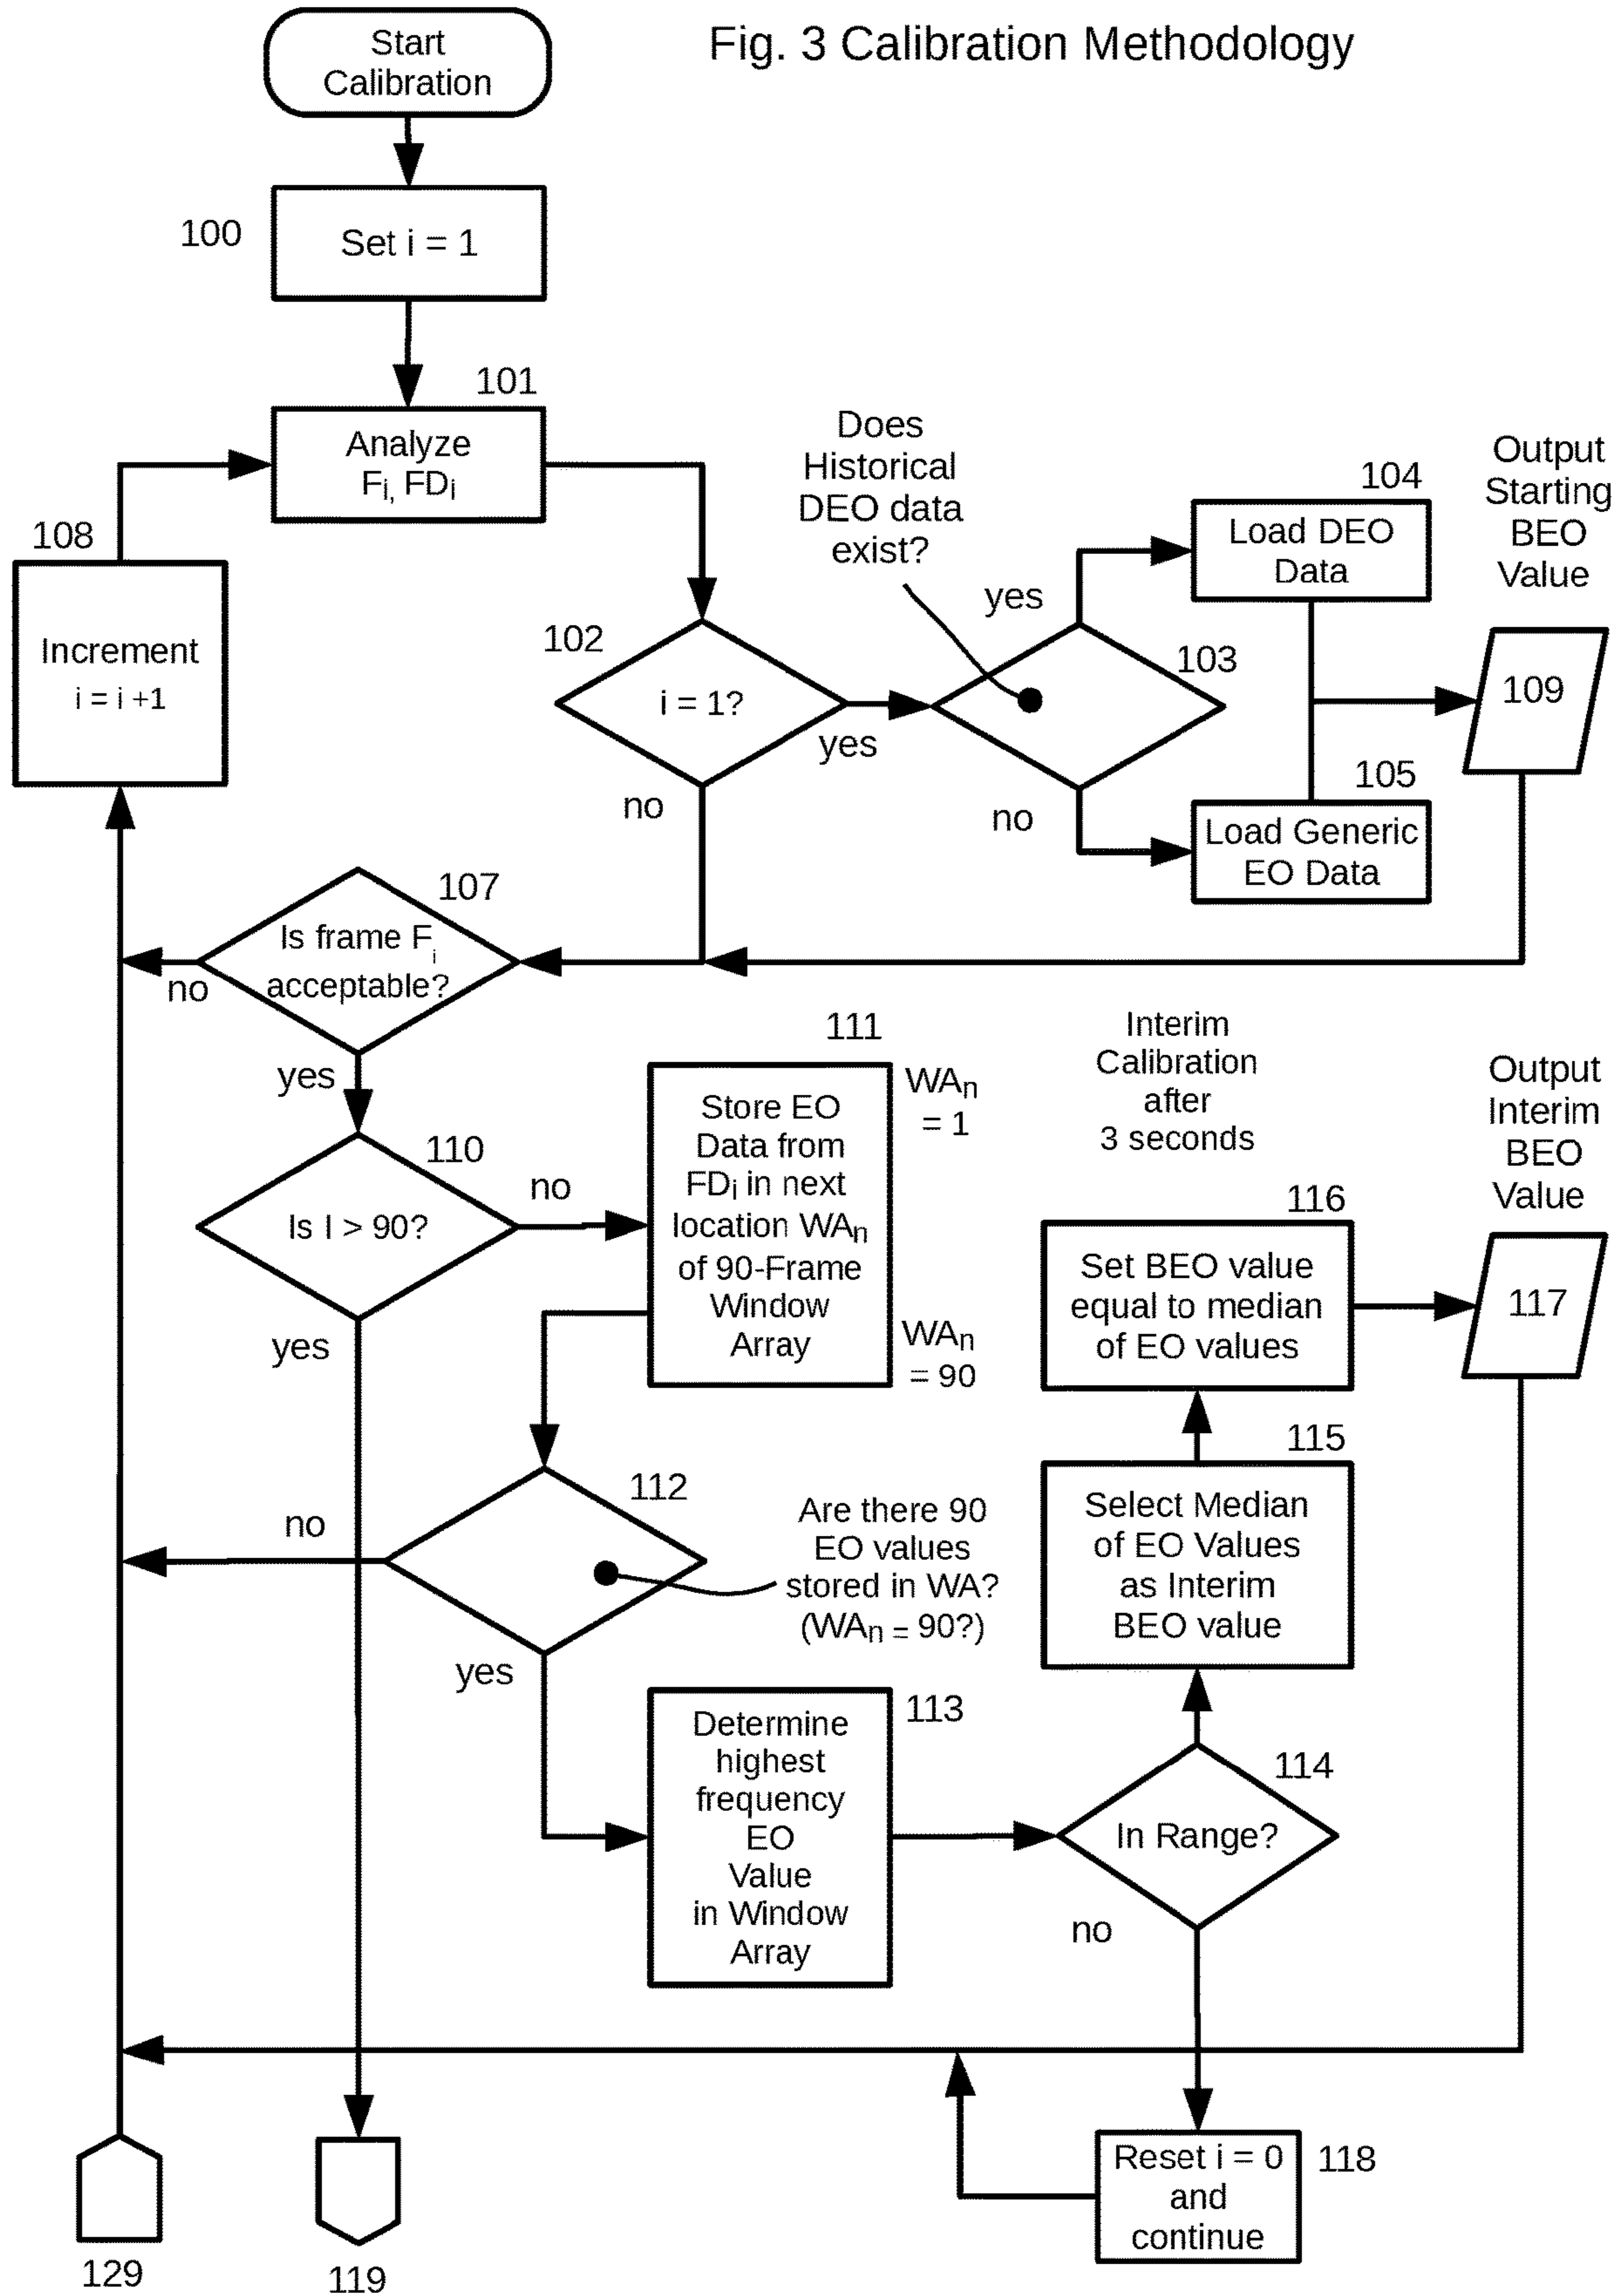 Fig. 3 Calibration Methodology
Start
Calibration
100
Set i = 1
101
Analyze
Fi, FDi
108
Increment
i = i +1
102
i = 1?
yes
no
Does
Historical
DEO data
exist?
103
yes
no
104
Load DEO
Data
105
Load Generic
EO Data
Output
Starting
BEO
Value
109
107
Is frame Fi
acceptable?
no
yes
110
Is I > 90?
no
yes
111
Store EO
Data from
FDi in next
location WAn
of 90-Frame
Window
Array
WAn
= 1
WAn
= 90
112
Are there 90
EO values
stored in WA?
(WAn = 90?)
no
yes
113
Determine
highest
frequency
EO
Value
in Window
Array
Interim
Calibration
after
3 seconds
114
In Range?
no
115
Select Median
of EO Values
as Interim
BEO value
116
Set BEO value
equal to median
of EO values
Output
Interim
BEO
Value
117
118
Reset i = 0
and
continue
129
119